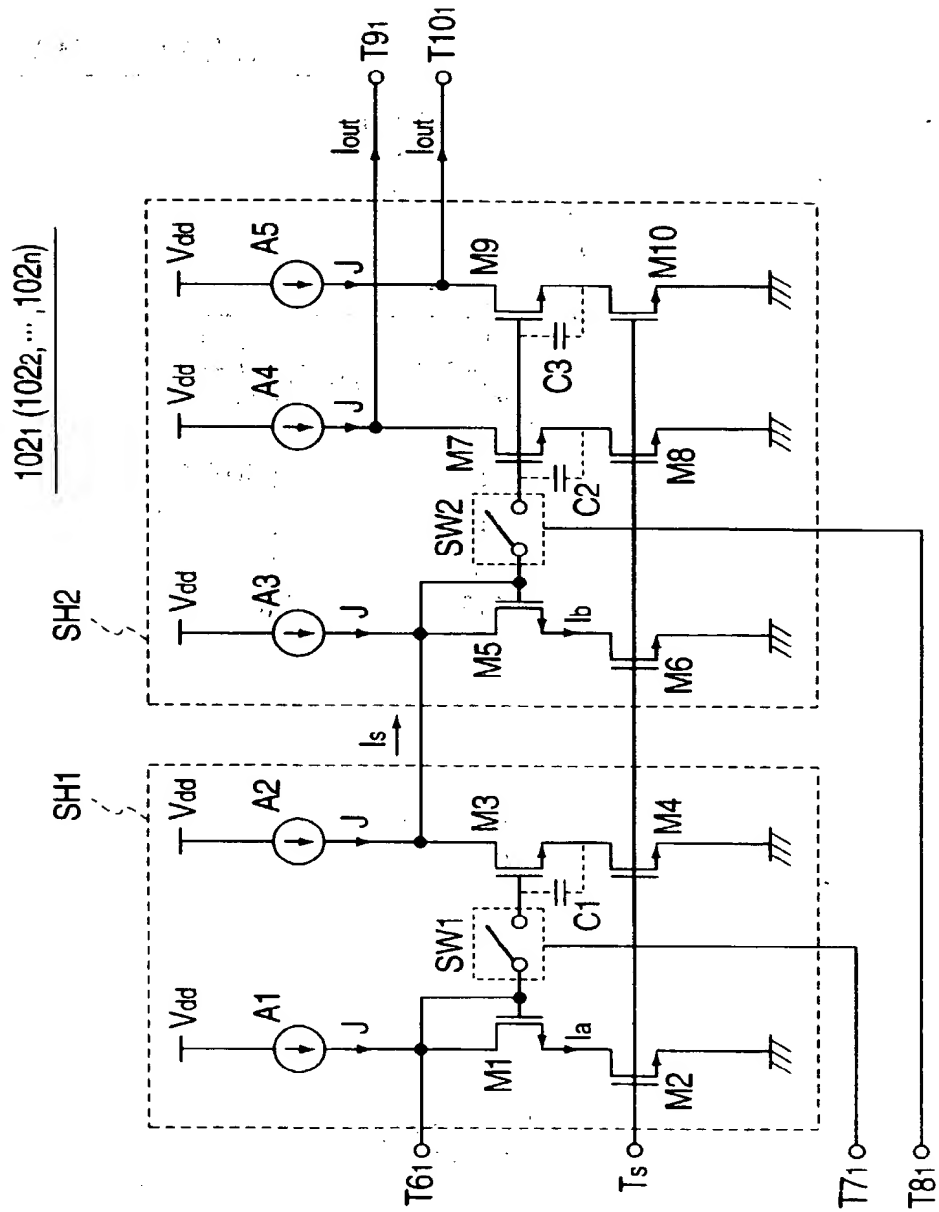 1021 (1022, ··· , 102n)
SH1
SH2
Vdd
Vdd
Vdd
Vdd
Vdd
A1
A2
A3
A4
A5
J
J
J
J
J
Iout
T91
Iout
T101
Is
T61
M1
SW1
M3
M5
SW2
M7
M9
Ia
C1
Ib
C2
C3
Ts
M2
M4
M6
M8
M10
T71
T81